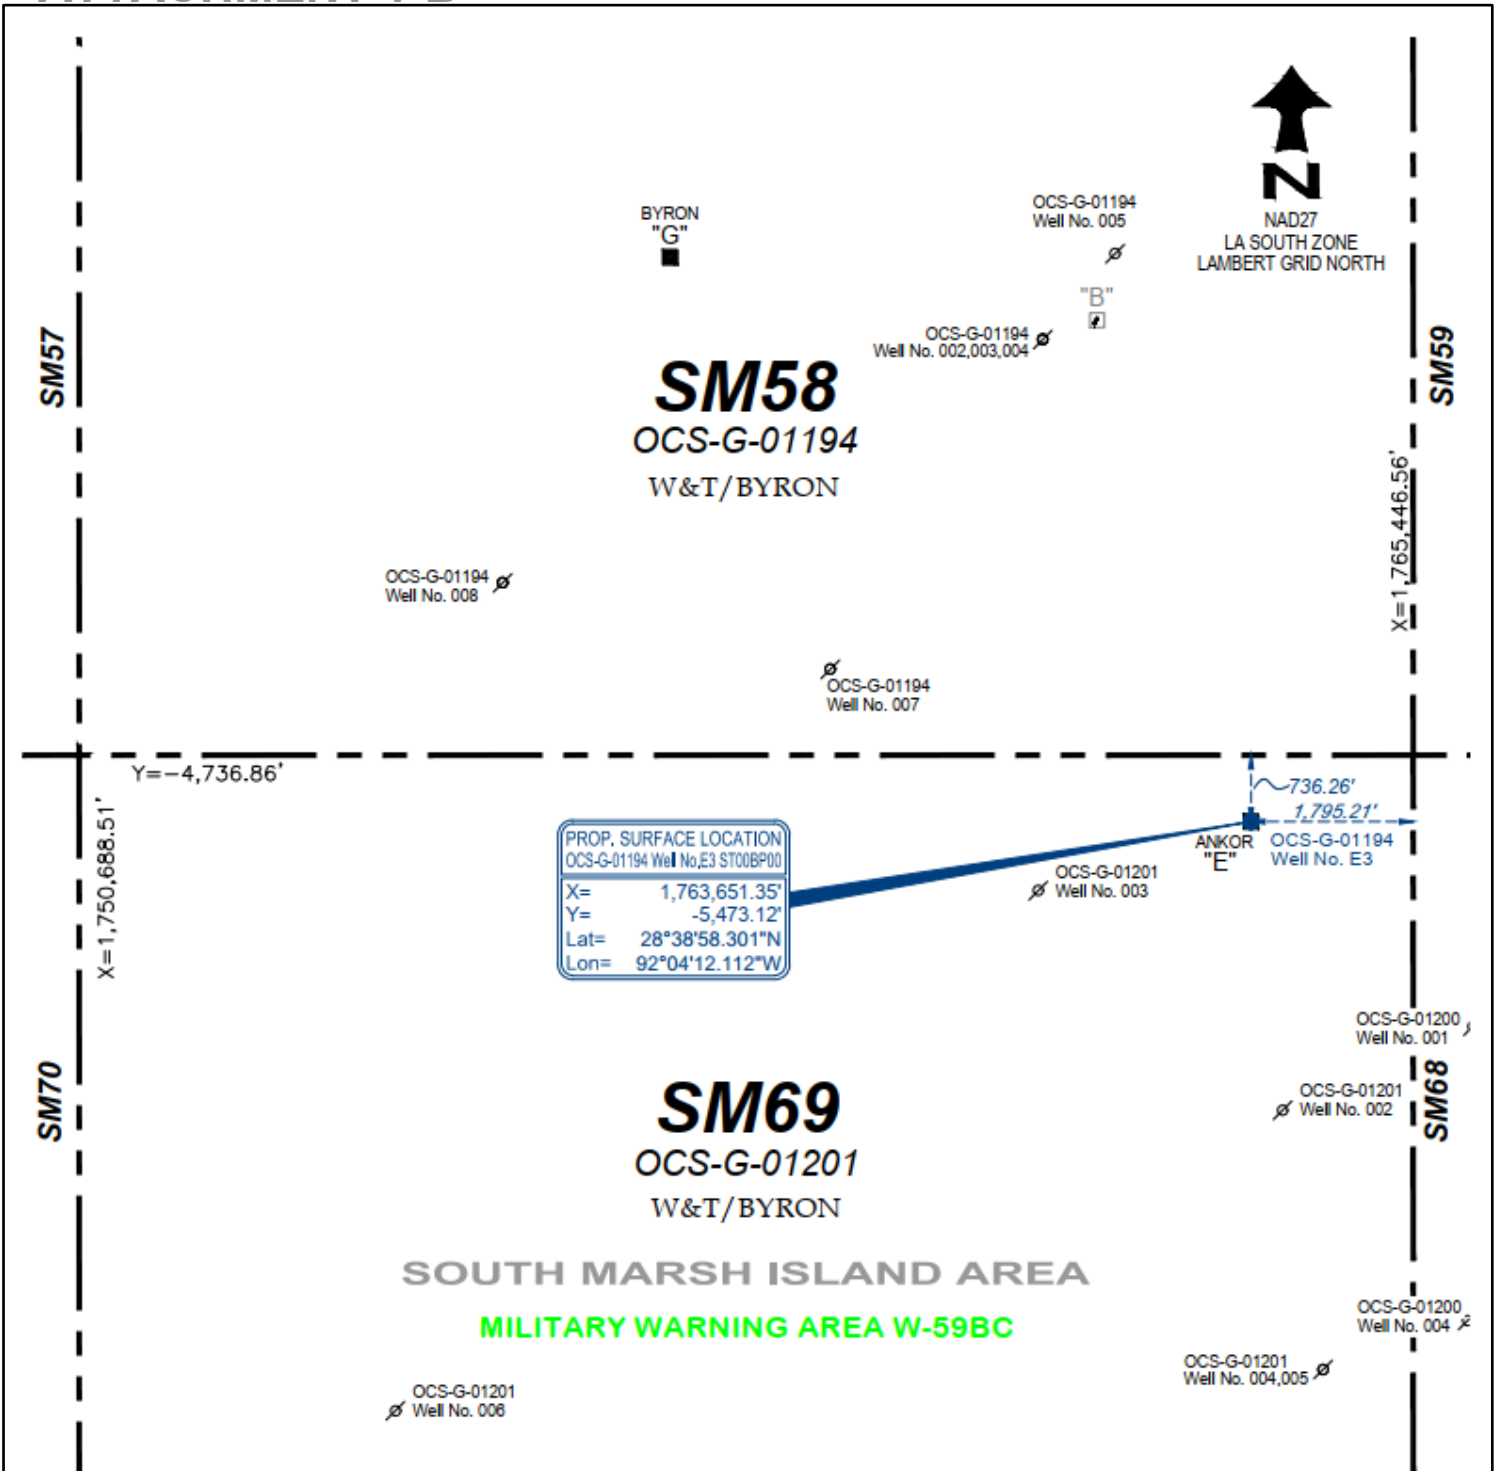 BYRON
"G"
OCS-G-01194
Well No. 005
N
NAD27
LA SOUTH ZONE
LAMBERT GRID NORTH
"B"
OCS-G-01194
Well No. 002,003,004
SM57
SM59
SM58
OCS-G-01194
W&T/BYRON
X=1,765,446.56'
OCS-G-01194
Well No. 008
OCS-G-01194
Well No. 007
Y=-4,736.86'
X=1,750,688.51'
736.26'
1,795.21'
ANKOR
"E"
OCS-G-01194
Well No. E3
PROP. SURFACE LOCATION
OCS-G-01194 Well No.E3 ST00BP00
X= 1,763,651.35'
Y= -5,473.12'
Lat= 28°38'58.301"N
Lon= 92°04'12.112"W
OCS-G-01201
Well No. 003
OCS-G-01200
Well No. 001
SM70
SM68
OCS-G-01201
Well No. 002
SM69
OCS-G-01201
W&T/BYRON
SOUTH MARSH ISLAND AREA
MILITARY WARNING AREA W-59BC
OCS-G-01200
Well No. 004
OCS-G-01201
Well No. 004,005
OCS-G-01201
Well No. 006